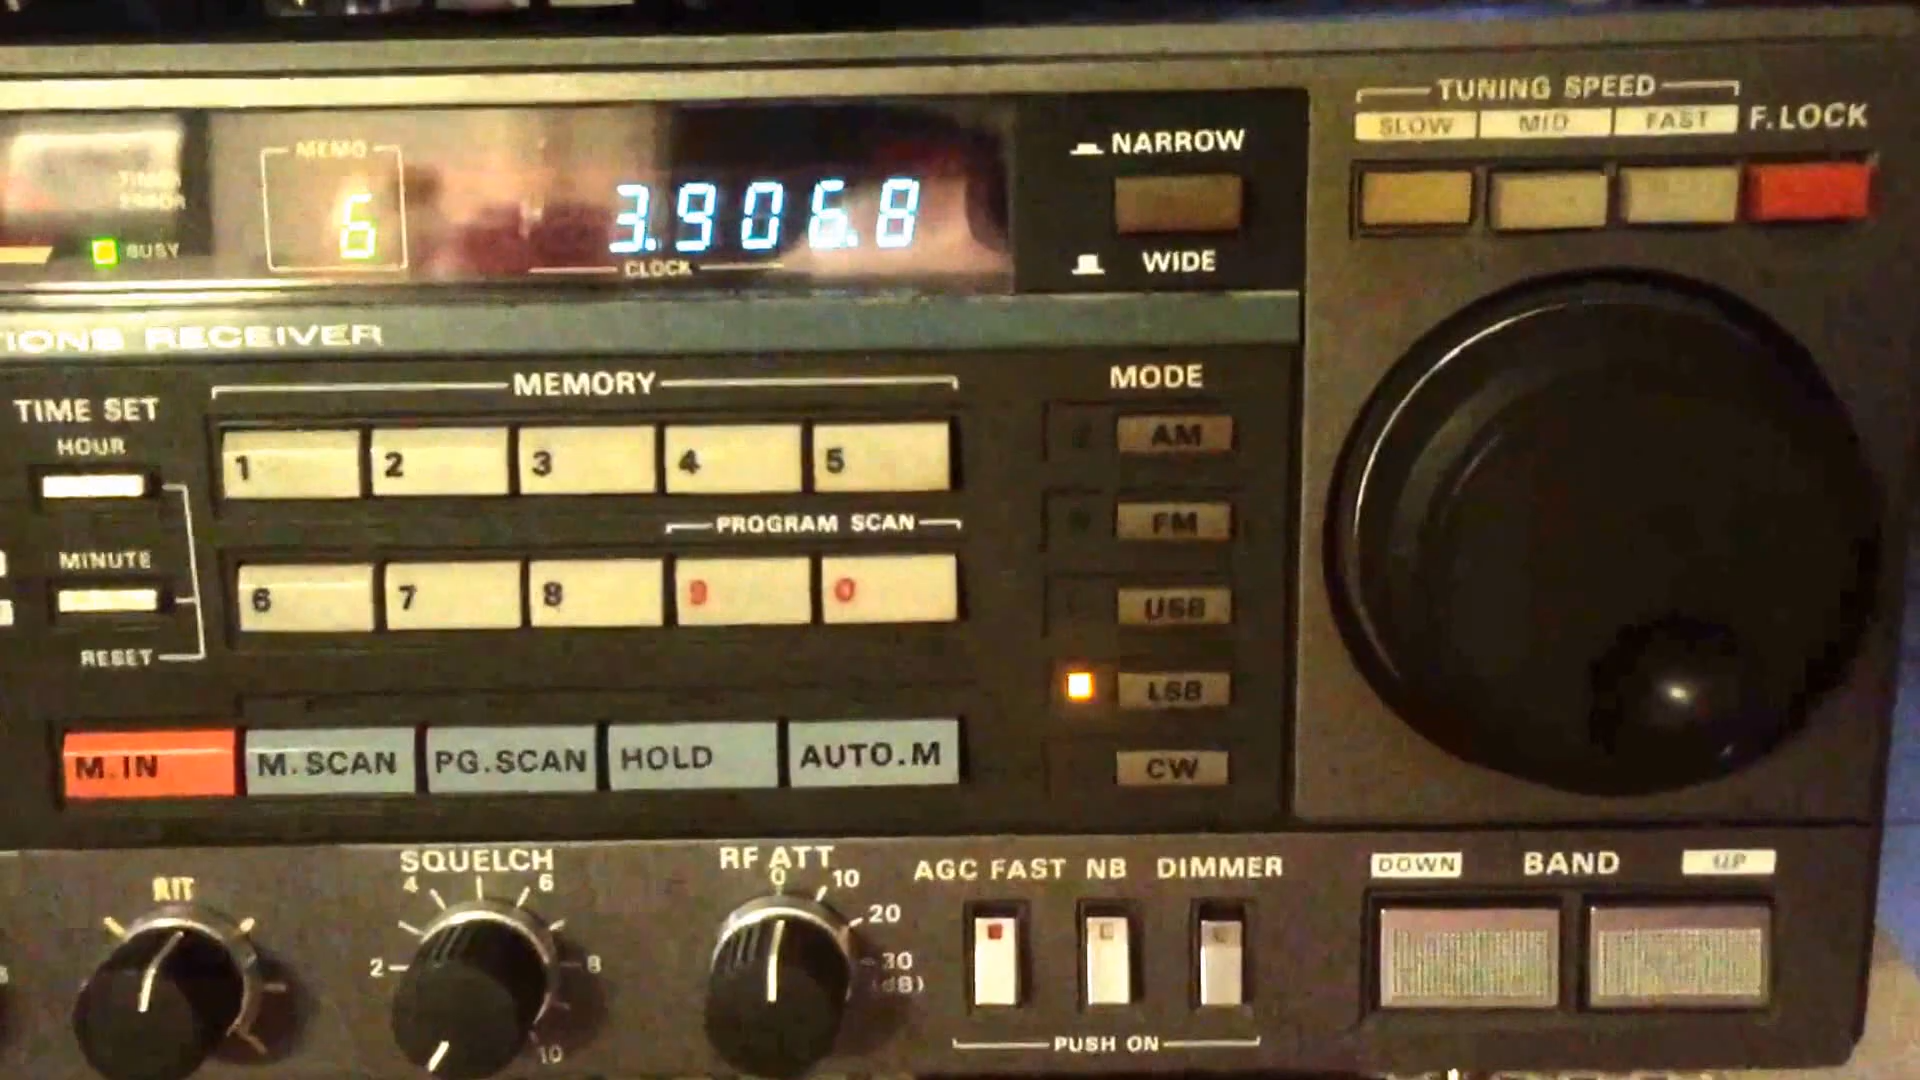 TUNING SPEED
SLOW MID FAST F.LOCK
NARROW
MEMO
TIMER
ERROR
6
3.906.8
BUSY
CLOCK
WIDE
TIONS RECEIVER
MEMORY
MODE
TIME SET
HOUR
1 2 3 4 5
AM
PROGRAM SCAN
FM
MINUTE
6 7 8 9 0
USB
RESET
LSB
M.IN M.SCAN PG.SCAN HOLD AUTO.M
CW
RIT
SQUELCH
4 6
2 8
10
RF ATT
0 10
20
30
(dB)
AGC FAST NB DIMMER
PUSH ON
DOWN BAND UP